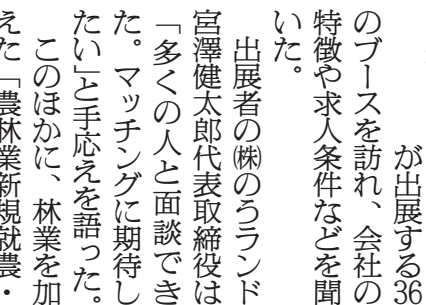 が出展する36
のブースを訪れ、会社の
特徴や求人条件などを聞
いた。
出展者の㈱のうランド
宮澤健太郎代表取締役は
「多くの人と面談でき
た。マッチングに期待し
たい」と手応えを語った。
このほかに、林業を加
えた「農林業新規就農・